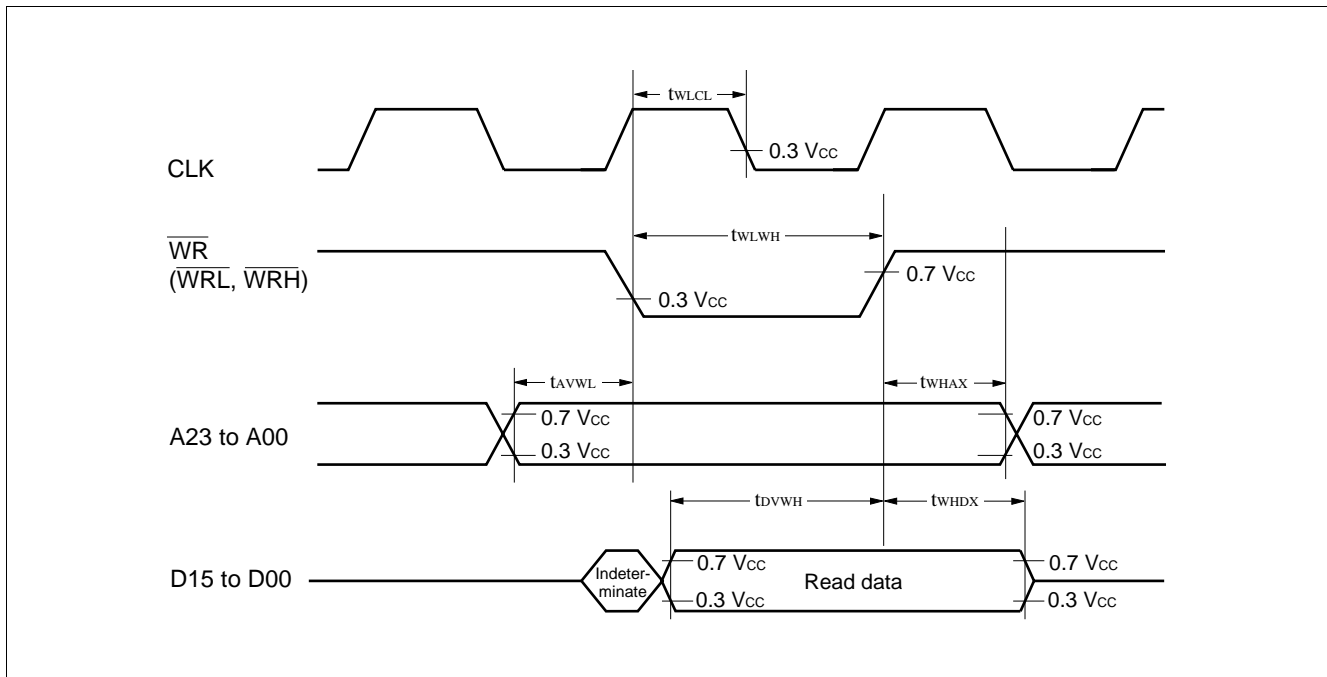 tWLCL
0.3 VCC
CLK
tWLWH
WR
(WRL, WRH)
0.7 VCC
0.3 VCC
tAVWL
tWHAX
0.7 VCC
0.7 VCC
A23 to A00
0.3 VCC
0.3 VCC
tDVWH
tWHDX
0.7 VCC
0.7 VCC
D15 to D00
Indeter-
minate
Read data
0.3 VCC
0.3 VCC